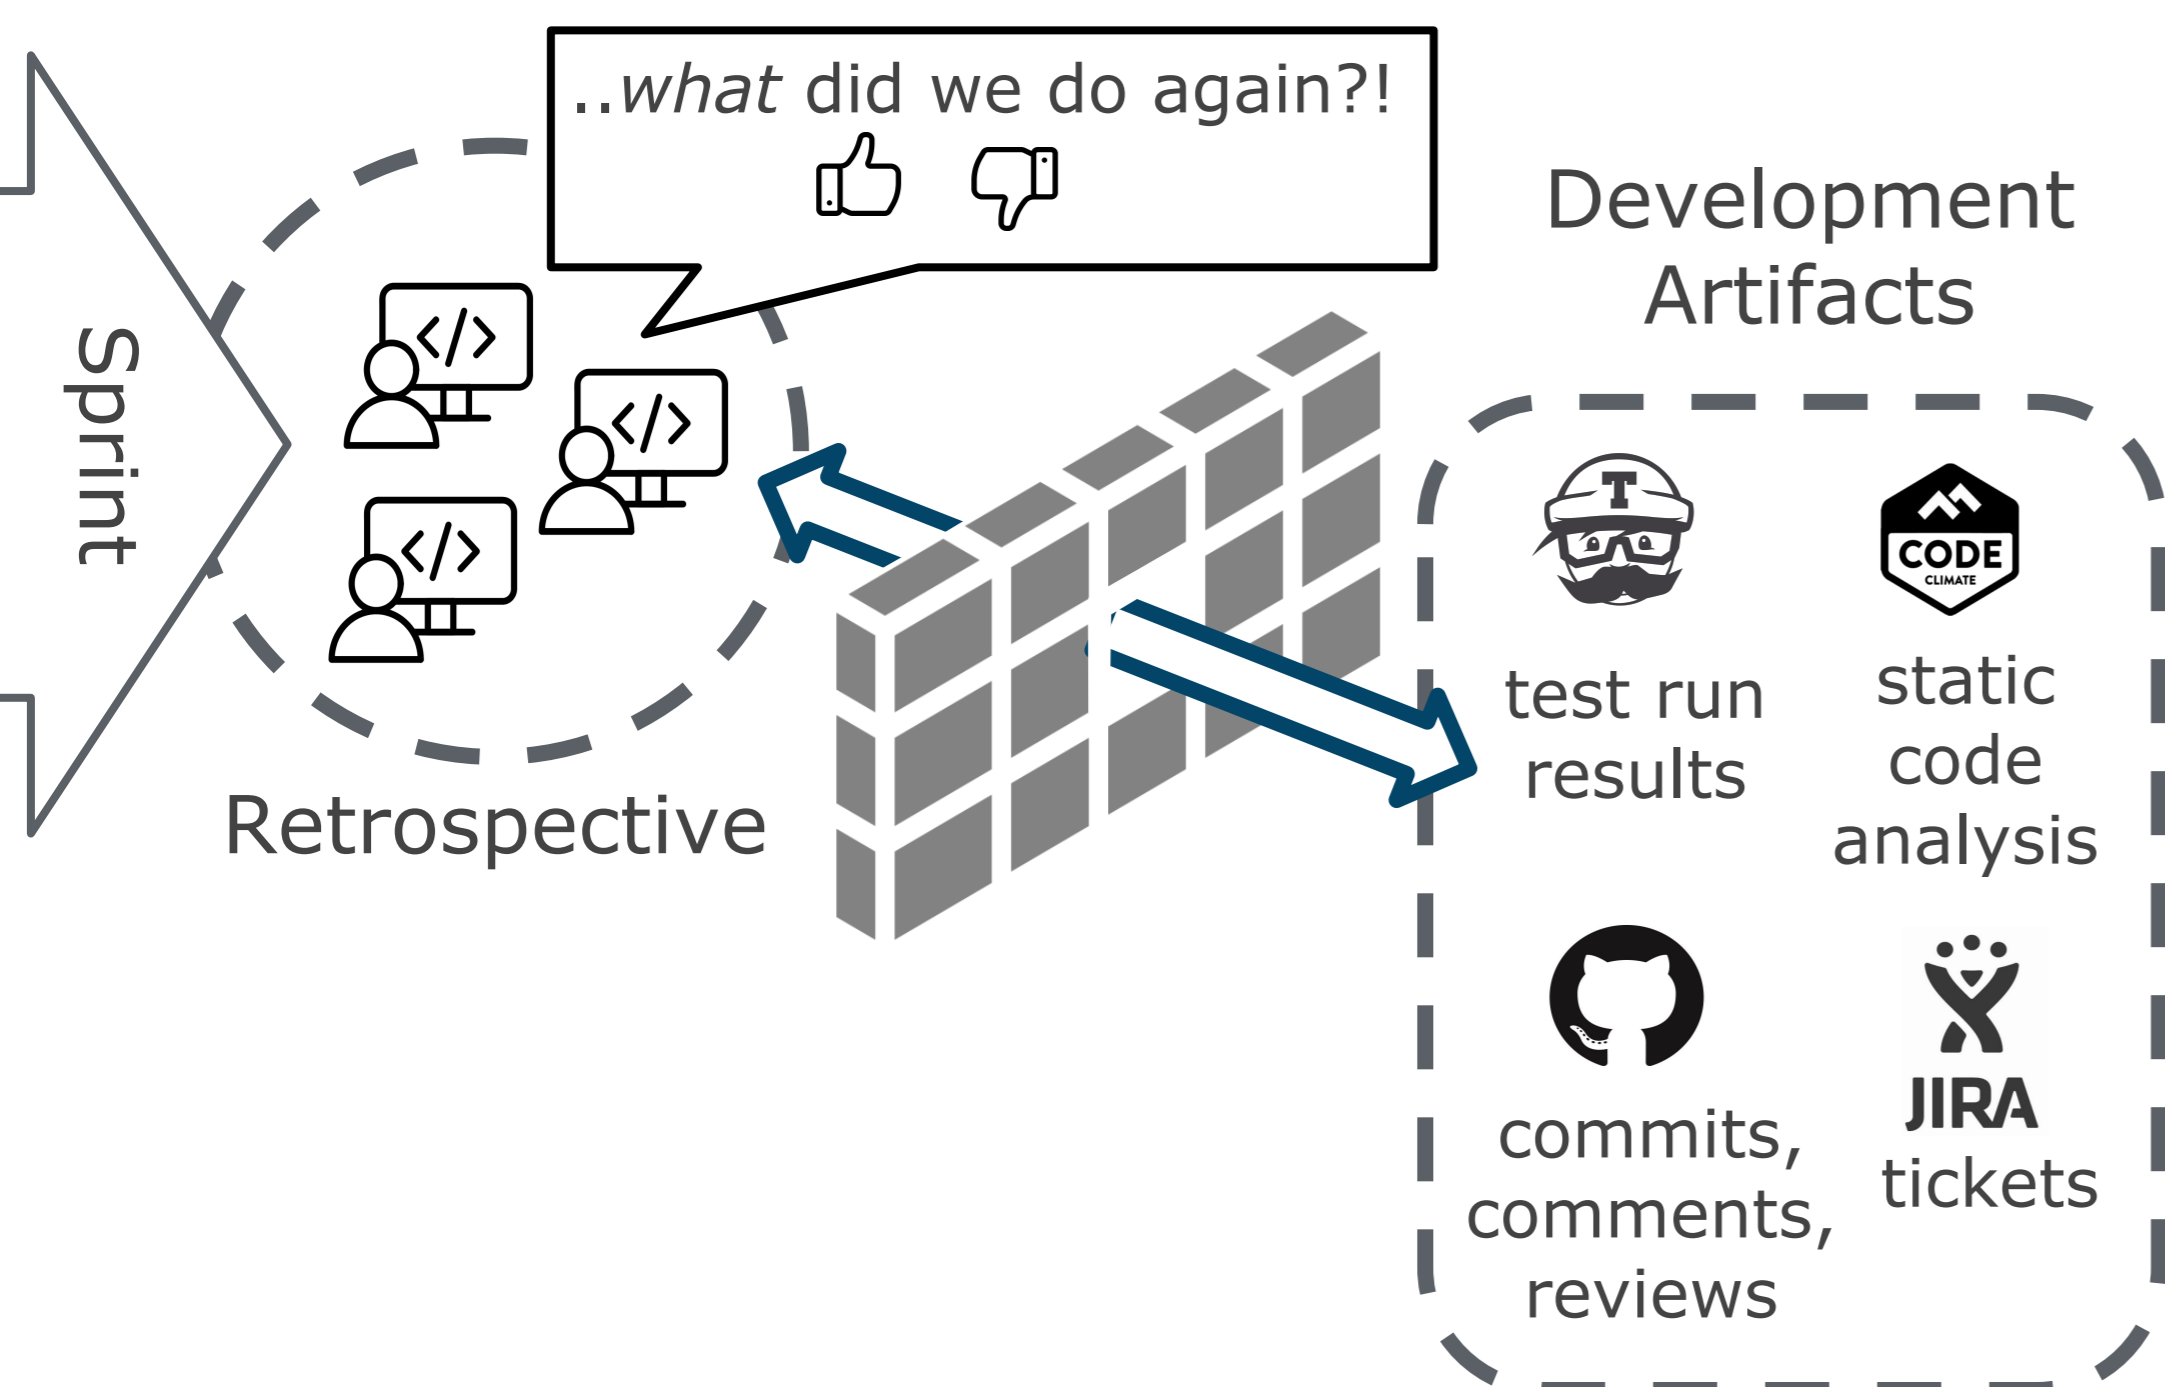 ..what did we do again?!
Sprint
Retrospective
Development
Artifacts
T
CODE
CLIMATE
test run
results
static
code
analysis
JIRA
commits,
comments,
reviews
tickets